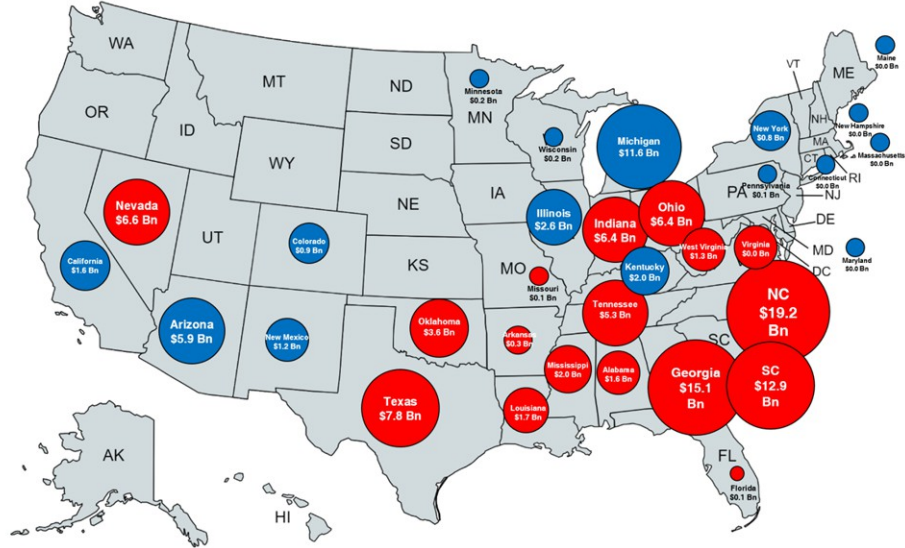 WA
MT
ND
OR
ID
WY
SD
MN
Minnesota
$0.2 Bn
Wisconsin
$0.2 Bn
Michigan
$11.6 Bn
New York
$0.8 Bn
VT
ME
Maine
$0.0 Bn
NH
New Hampshire
$0.0 Bn
MA
Massachusetts
$0.0 Bn
CT
Connecticut
$0.0 Bn
RI
PA
Pennsylvania
$0.1 Bn
NJ
DE
MD
DC
Maryland
$0.0 Bn
Nevada
$6.6 Bn
California
$1.6 Bn
UT
Colorado
$0.9 Bn
NE
IA
KS
MO
Missouri
$0.1 Bn
Illinois
$2.6 Bn
Indiana
$6.4 Bn
Ohio
$6.4 Bn
West Virginia
$1.3 Bn
Virginia
$0.0 Bn
Kentucky
$2.0 Bn
Tennessee
$5.3 Bn
NC
$19.2
Bn
SC
SC
$12.9
Bn
Georgia
$15.1
Bn
Arizona
$5.9 Bn
New Mexico
$1.2 Bn
Oklahoma
$3.6 Bn
Arkansas
$0.3 Bn
Mississippi
$2.0 Bn
Alabama
$1.6 Bn
Texas
$7.8 Bn
Louisiana
$1.7 Bn
FL
Florida
$0.1 Bn
AK
HI